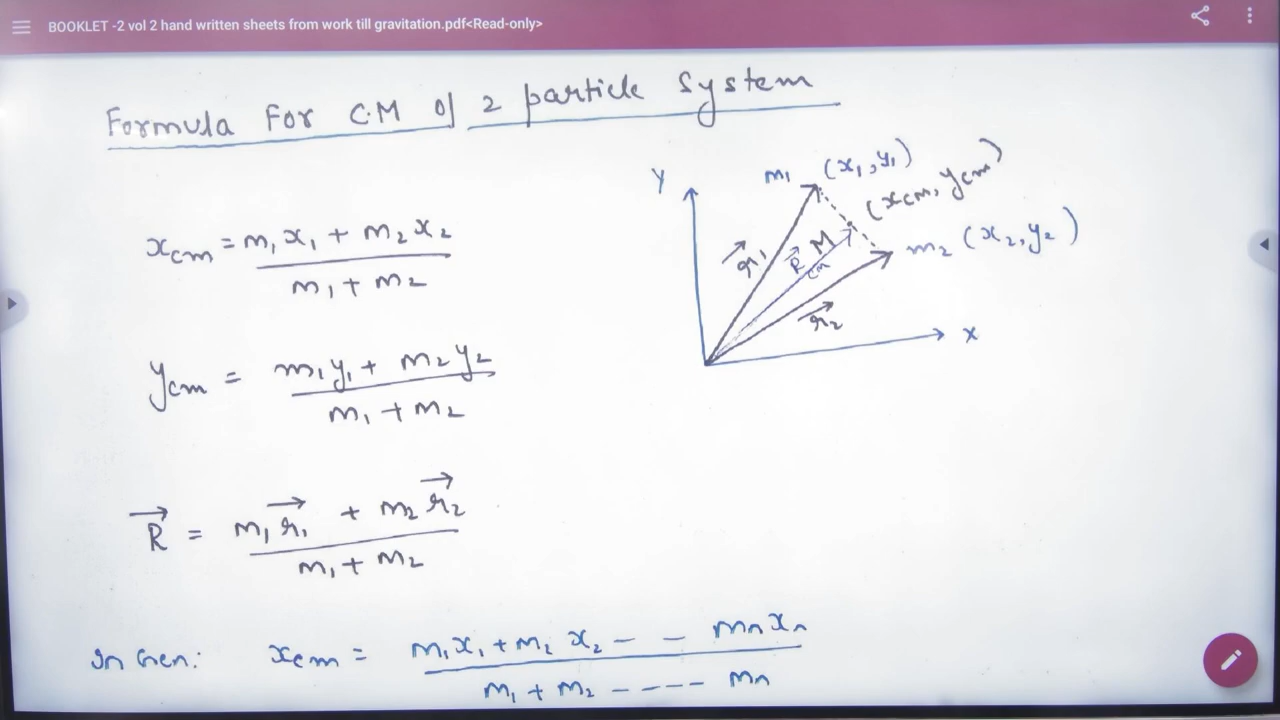 BOOKLET -2 vol 2 hand written sheets from work till gravitation.pdf<Read-only>
Formula For C.M of 2 particle System
Y
m₁ (x₁,y₁)
(xcm, ycm)
m₂ (x₂,y₂)
r₁→
R→cm M
r₂→
X
xcm = m₁x₁ + m₂x₂
m₁ + m₂
ycm = m₁y₁ + m₂y₂
m₁ + m₂
R→ = m₁r₁→ + m₂r₂→
m₁ + m₂
In Gen: xcm = m₁x₁ + m₂ x₂ – – mnxn
m₁ + m₂ – – – – mn